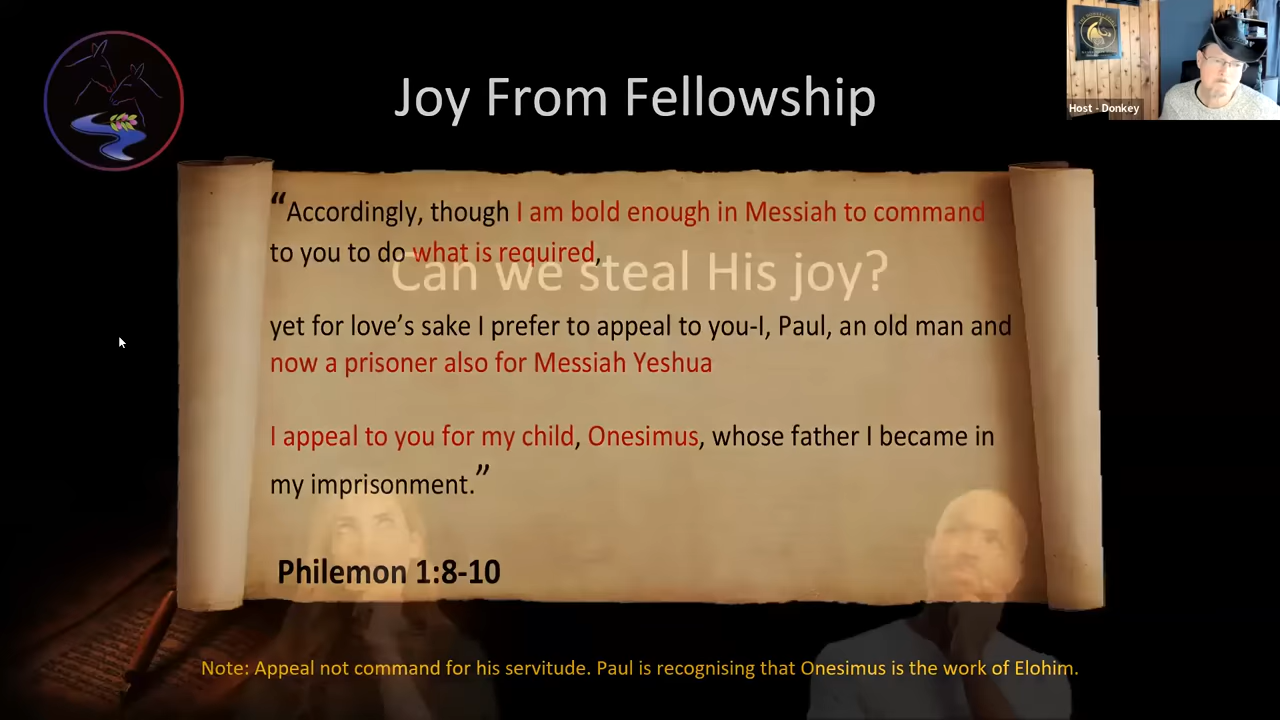 Joy From Fellowship
Host - Donkey
“Accordingly, though I am bold enough in Messiah to command
to you to do what is required,
Can we steal His joy?
yet for love’s sake I prefer to appeal to you-I, Paul, an old man and
now a prisoner also for Messiah Yeshua
I appeal to you for my child, Onesimus, whose father I became in
my imprisonment.”
Philemon 1:8-10
Note: Appeal not command for his servitude. Paul is recognising that Onesimus is the work of Elohim.